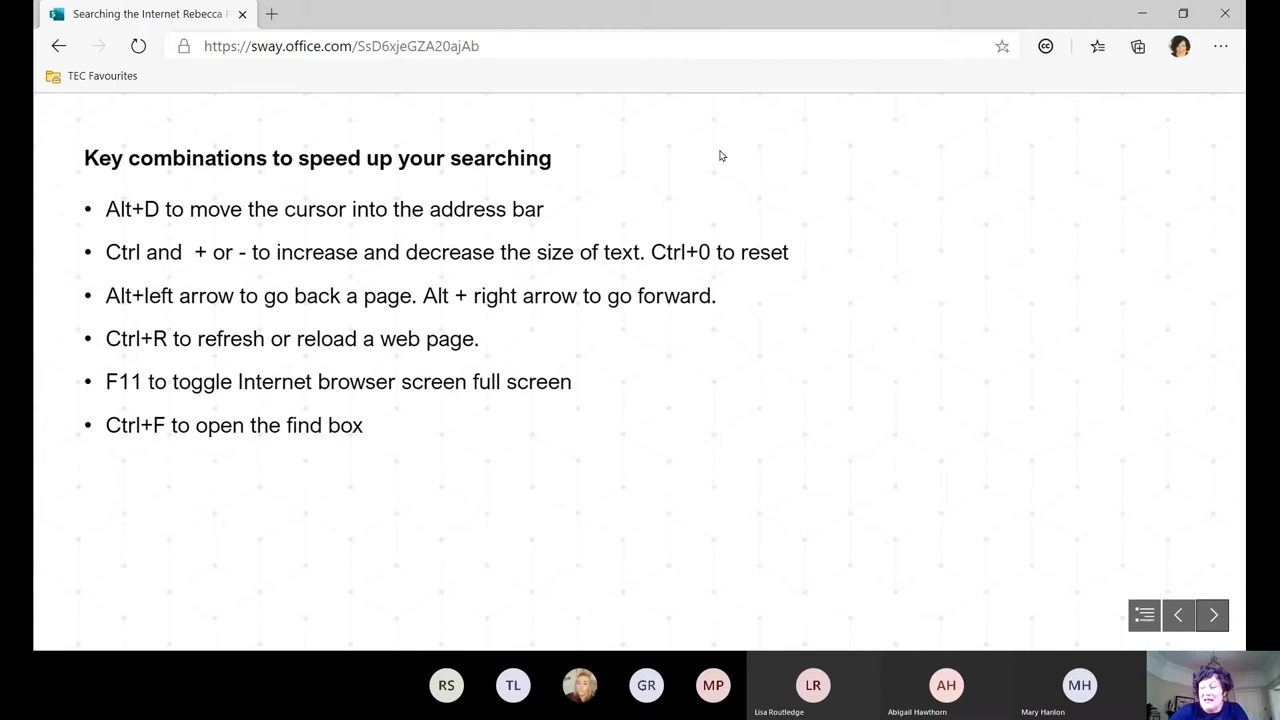 Searching the Internet Rebecca
https://sway.office.com/SsD6xjeGZA20ajAb
TEC Favourites
Key combinations to speed up your searching
• Alt+D to move the cursor into the address bar
• Ctrl and + or - to increase and decrease the size of text. Ctrl+0 to reset
• Alt+left arrow to go back a page. Alt + right arrow to go forward.
• Ctrl+R to refresh or reload a web page.
• F11 to toggle Internet browser screen full screen
• Ctrl+F to open the find box
RS TL GR MP LR AH MH
Lisa Routledge Abigail Hawthorn Mary Hanlon